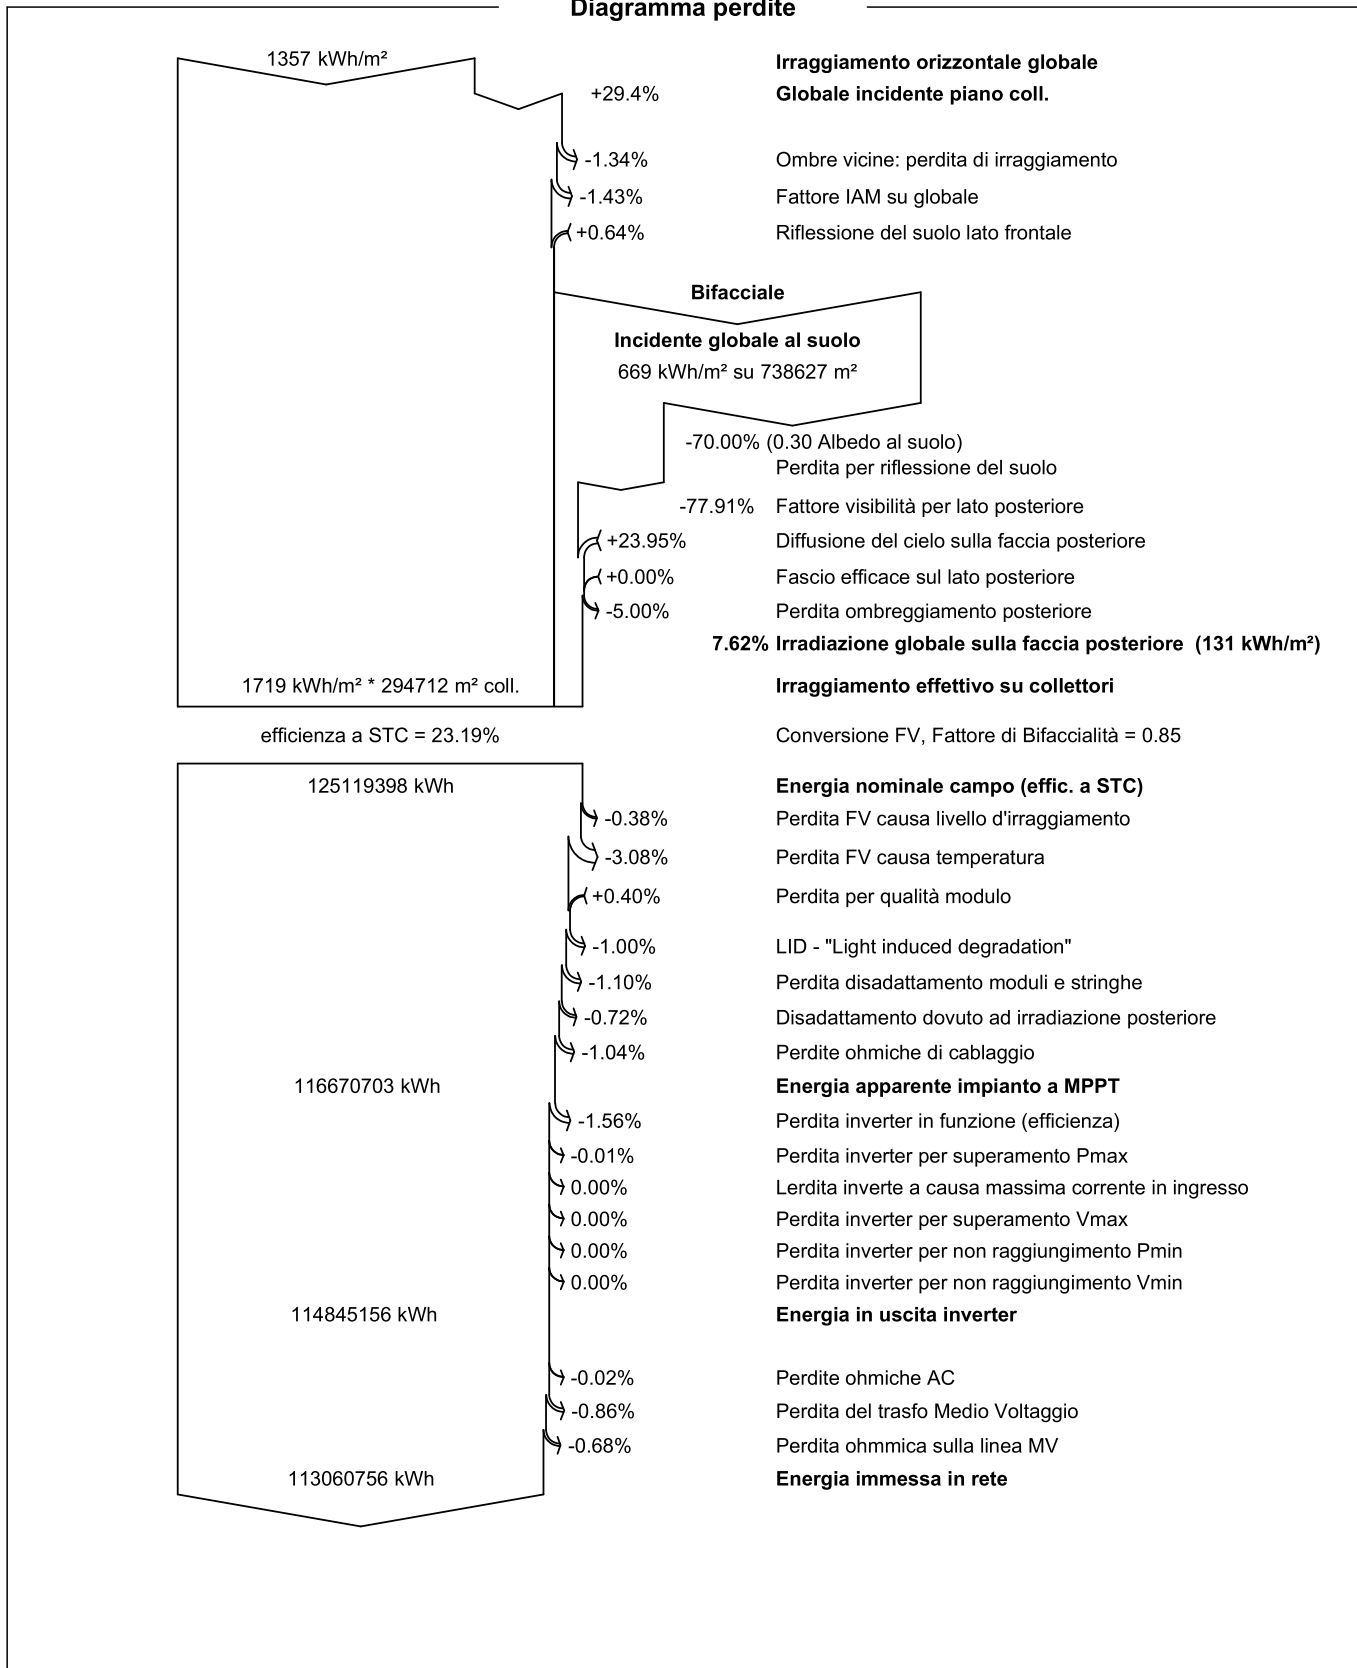 Diagramma perdite
1357 kWh/m²
Irraggiamento orizzontale globale
+29.4% Globale incidente piano coll.
-1.34% Ombre vicine: perdita di irraggiamento
-1.43% Fattore IAM su globale
+0.64% Riflessione del suolo lato frontale
Bifacciale
Incidente globale al suolo
669 kWh/m² su 738627 m²
-70.00% (0.30 Albedo al suolo)
Perdita per riflessione del suolo
-77.91% Fattore visibilità per lato posteriore
+23.95% Diffusione del cielo sulla faccia posteriore
+0.00% Fascio efficace sul lato posteriore
-5.00% Perdita ombreggiamento posteriore
7.62% Irradiazione globale sulla faccia posteriore (131 kWh/m²)
1719 kWh/m² * 294712 m² coll. Irraggiamento effettivo su collettori
efficienza a STC = 23.19% Conversione FV, Fattore di Bifaccialità = 0.85
125119398 kWh Energia nominale campo (effic. a STC)
-0.38% Perdita FV causa livello d'irraggiamento
-3.08% Perdita FV causa temperatura
+0.40% Perdita per qualità modulo
-1.00% LID - "Light induced degradation"
-1.10% Perdita disadattamento moduli e stringhe
-0.72% Disadattamento dovuto ad irradiazione posteriore
-1.04% Perdite ohmiche di cablaggio
116670703 kWh Energia apparente impianto a MPPT
-1.56% Perdita inverter in funzione (efficienza)
-0.01% Perdita inverter per superamento Pmax
0.00% Lerdita inverte a causa massima corrente in ingresso
0.00% Perdita inverter per superamento Vmax
0.00% Perdita inverter per non raggiungimento Pmin
0.00% Perdita inverter per non raggiungimento Vmin
114845156 kWh Energia in uscita inverter
-0.02% Perdite ohmiche AC
-0.86% Perdita del trasfo Medio Voltaggio
-0.68% Perdita ohmmica sulla linea MV
113060756 kWh Energia immessa in rete